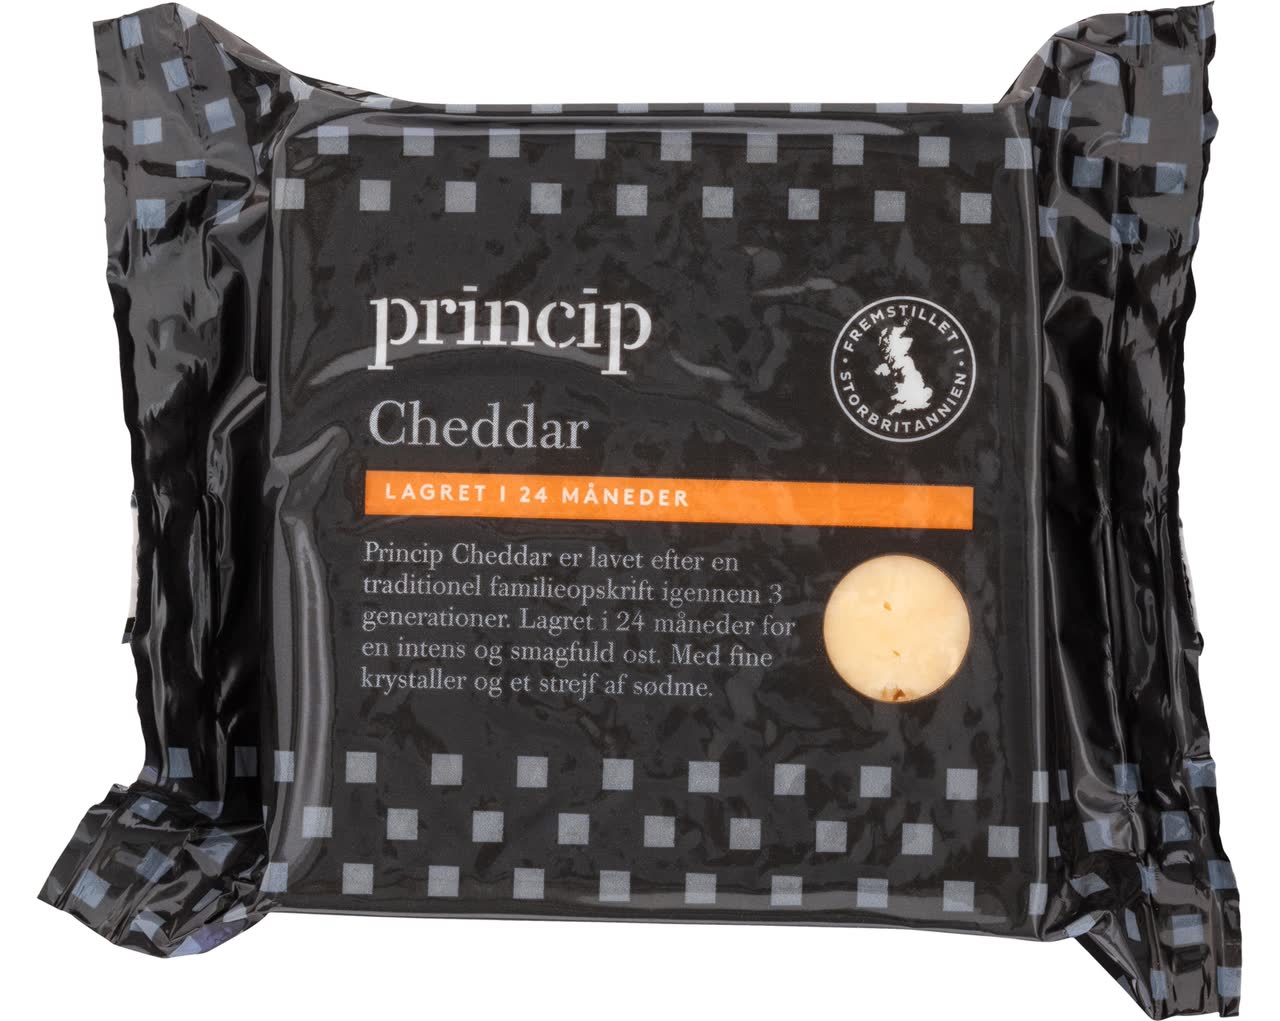 princip
Cheddar
FREMSTILLET I
STORBRITANNIEN
LAGRET I 24 MÅNEDER
Princip Cheddar er lavet efter en
traditionel familieopskrift igennem 3
generationer. Lagret i 24 måneder for
en intens og smagfuld ost. Med fine
krystaller og et strejf af sødme.